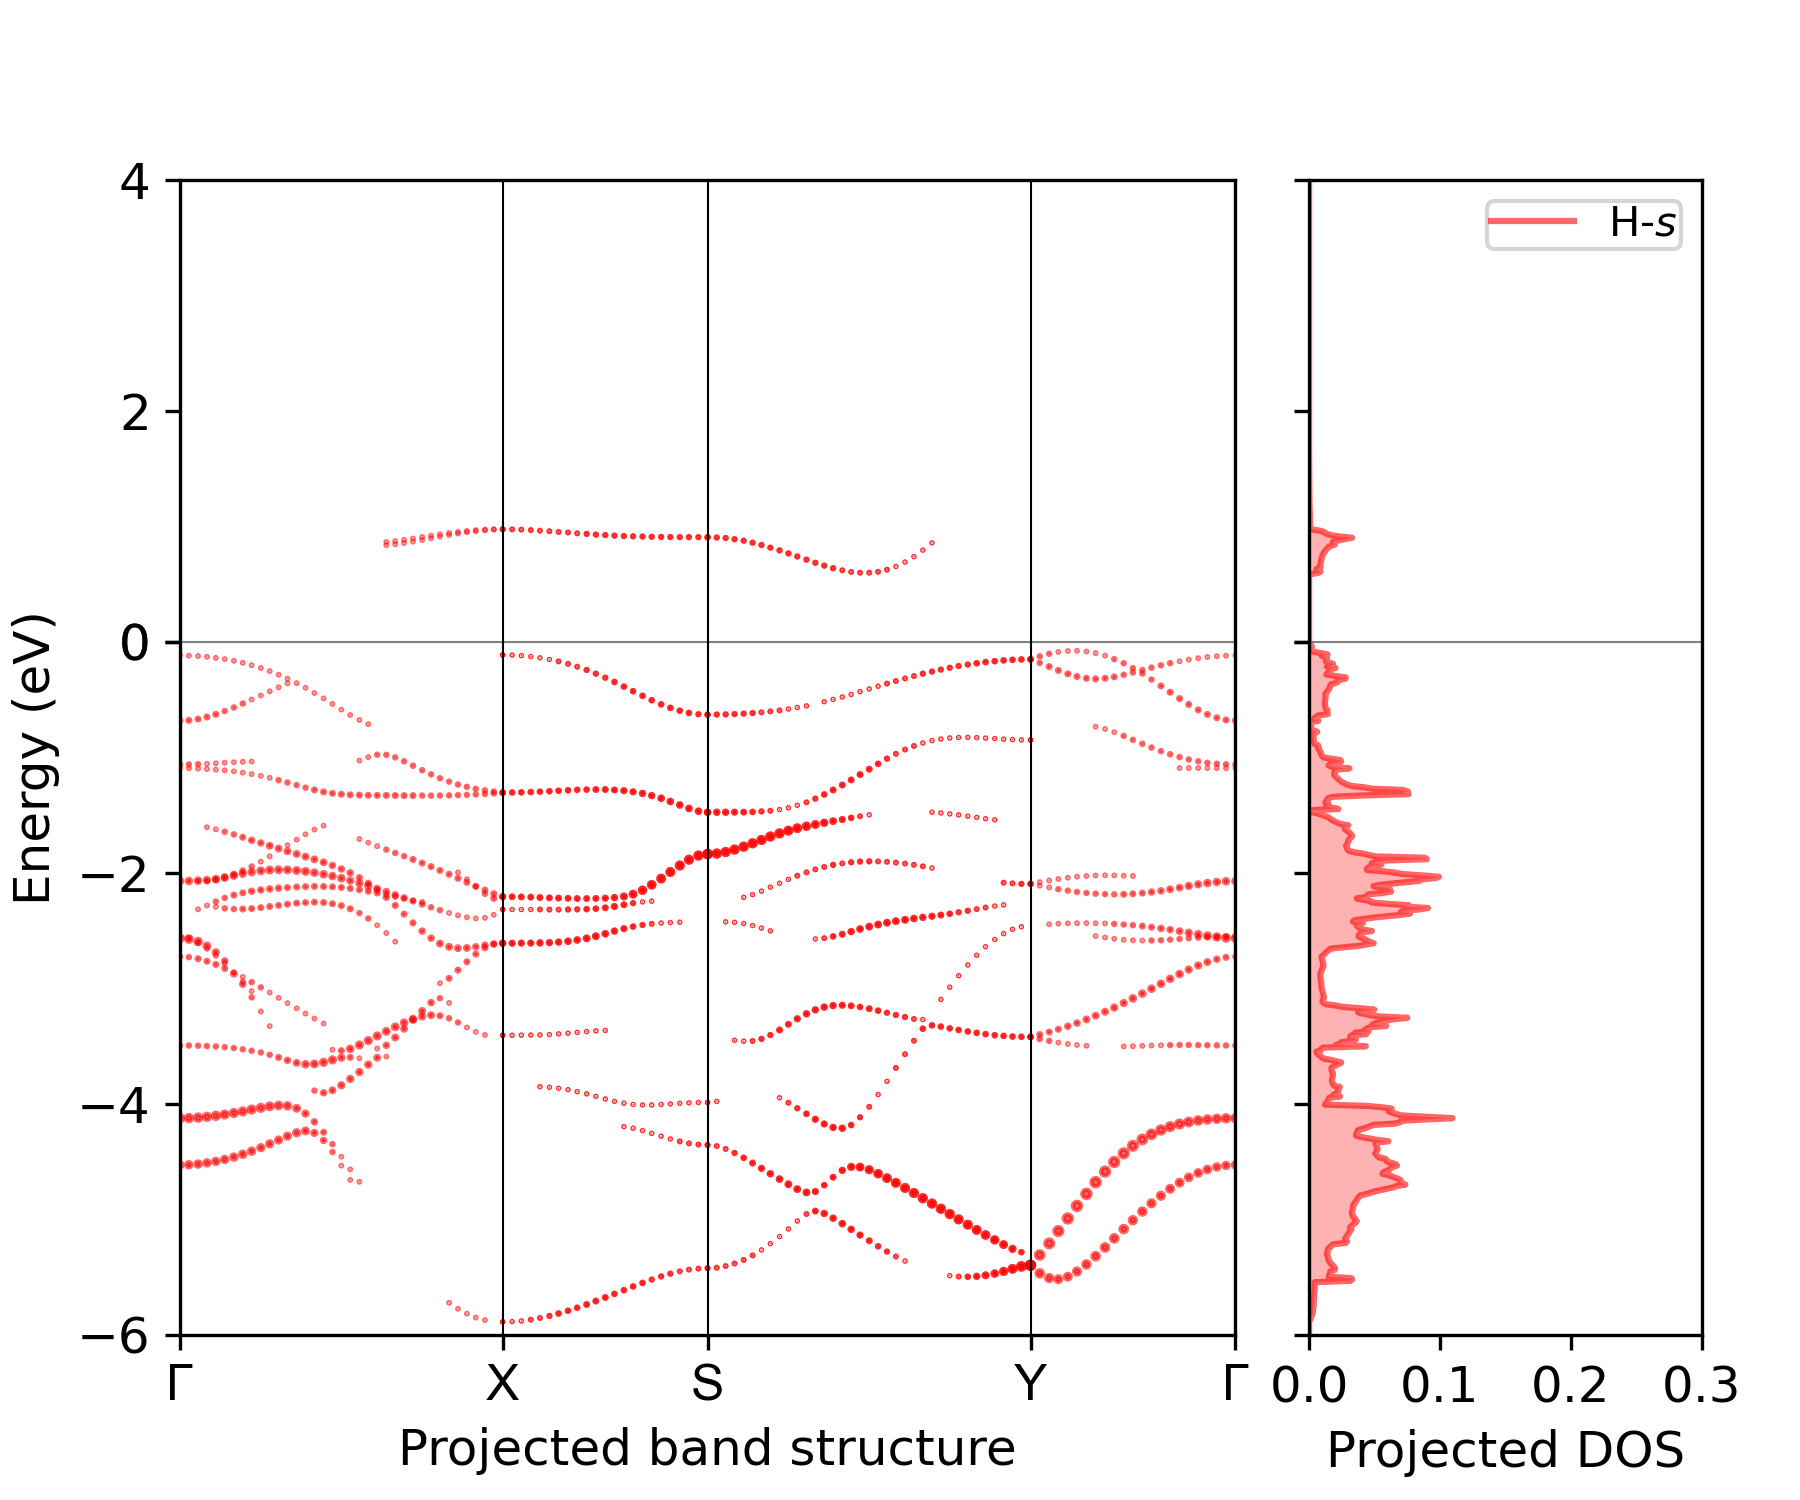 4
2
0
−2
−4
−6
Energy (eV)
Γ X S Y Γ
Projected band structure
H-s
0.0 0.1 0.2 0.3
Projected DOS